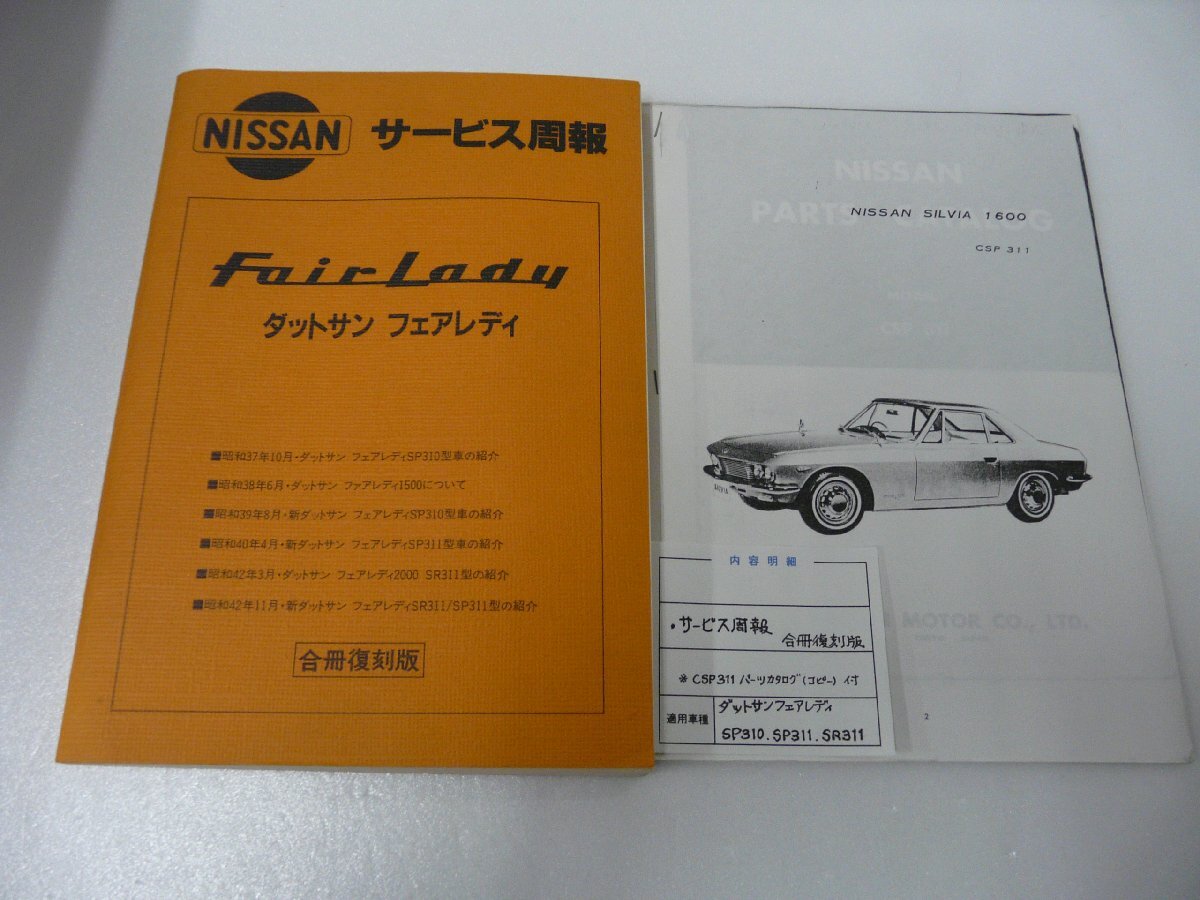 NISSAN サービス周報
Fair Lady
ダットサン フェアレディ
■昭和37年10月・ダットサン フェアレディSP310型車の紹介
■昭和38年6月・ダットサン ファアレディ1500について
■昭和39年8月・新ダットサン フェアレディSP310型車の紹介
■昭和40年4月・新ダットサン フェアレディSP311型車の紹介
■昭和42年3月・ダットサン フェアレディ2000 SR311型の紹介
■昭和42年11月・新ダットサン フェアレディSR311/SP311型の紹介
合冊復刻版
NISSAN
PARTS CATALOG
NISSAN SILVIA 1600
CSP 311
SILVIA
MOTOR CO., LTD.
2
内容明細
・サービス周報
合冊復刻版
※ CSP311 パーツカタログ(コピー) 付
適用車種
ダットサンフェアレディ
SP310.SP311.SR311